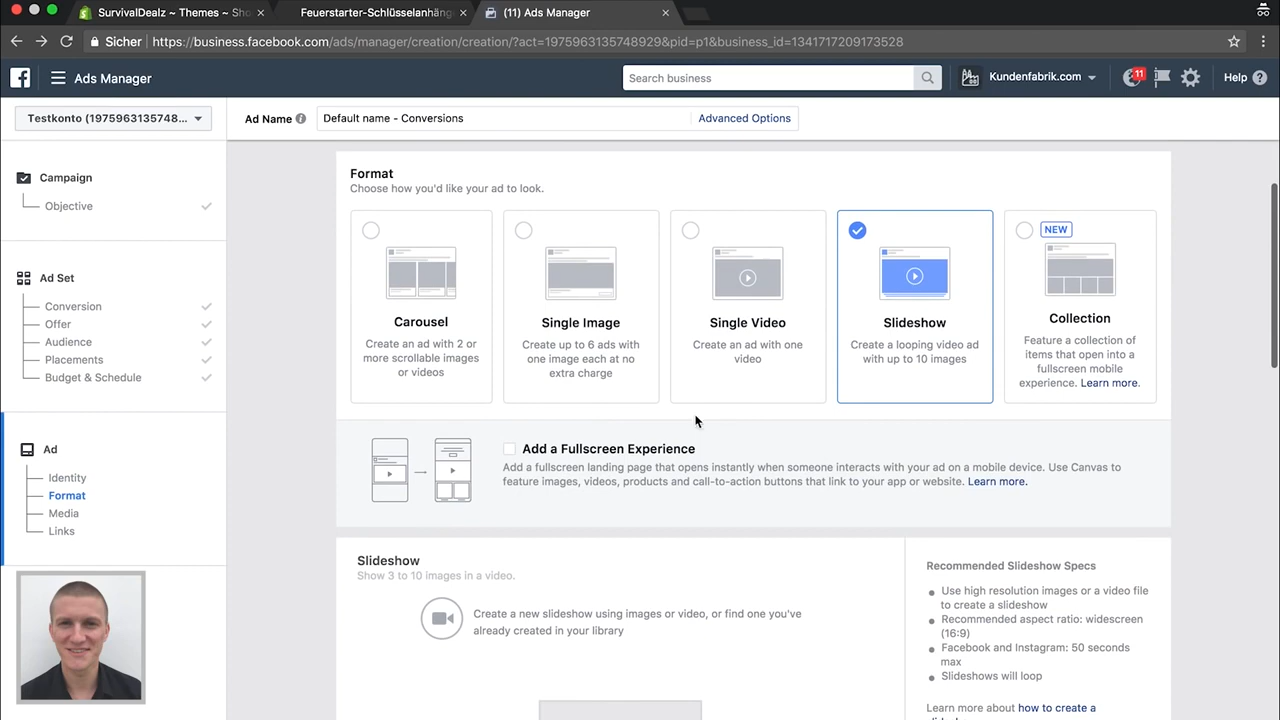 SurvivalDealz ~ Themes ~ Sho
Feuerstarter-Schlüsselanhäng
(11) Ads Manager
Sicher
https://business.facebook.com/ads/manager/creation/creation/?act=1975963135748929&pid=p1&business_id=1341717209173528
Ads Manager
Search business
Kundenfabrik.com
11
Help
Testkonto (1975963135748...
Ad Name
Default name - Conversions
Advanced Options
Campaign
Objective
Ad Set
Conversion
Offer
Audience
Placements
Budget & Schedule
Ad
Identity
Format
Media
Links
Format
Choose how you'd like your ad to look.
Carousel
Create an ad with 2 or
more scrollable images
or videos
Single Image
Create up to 6 ads with
one image each at no
extra charge
Single Video
Create an ad with one
video
Slideshow
Create a looping video ad
with up to 10 images
NEW
Collection
Feature a collection of
items that open into a
fullscreen mobile
experience. Learn more.
Add a Fullscreen Experience
Add a fullscreen landing page that opens instantly when someone interacts with your ad on a mobile device. Use Canvas to
feature images, videos, products and call-to-action buttons that link to your app or website. Learn more.
Slideshow
Show 3 to 10 images in a video.
Create a new slideshow using images or video, or find one you've
already created in your library
Recommended Slideshow Specs
Use high resolution images or a video file
to create a slideshow
Recommended aspect ratio: widescreen
(16:9)
Facebook and Instagram: 50 seconds
max
Slideshows will loop
Learn more about how to create a